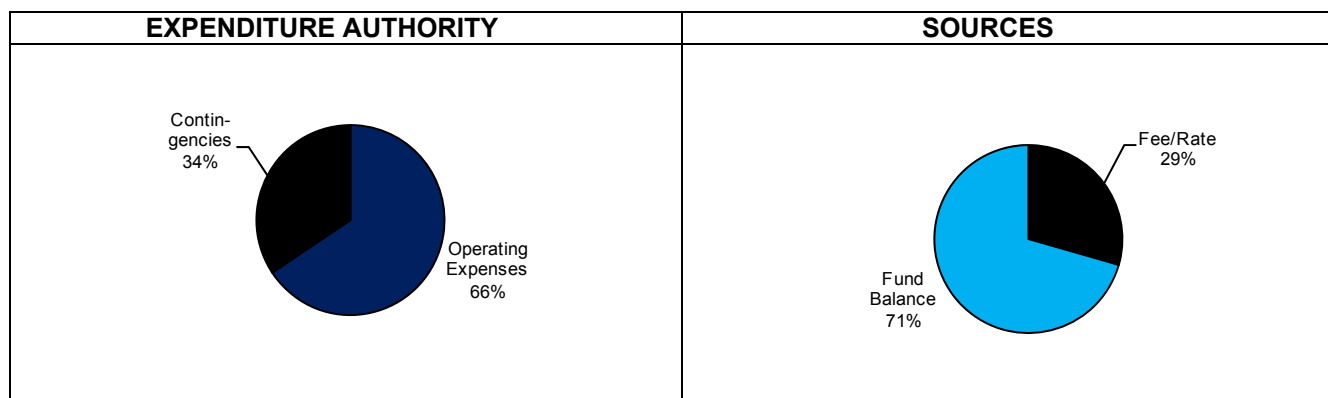 EXPENDITURE AUTHORITY
SOURCES
Contin-
gencies
34%
Operating
Expenses
66%
Fee/Rate
29%
Fund
Balance
71%